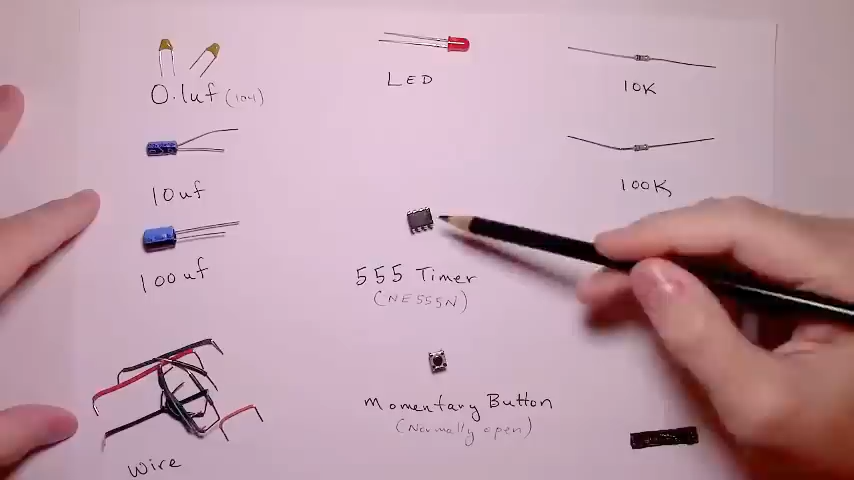 0.1uf (104)
LED
10K
10uf
100K
100uf
555 Timer
(NE555N)
Momentary Button
(Normally open)
Wire